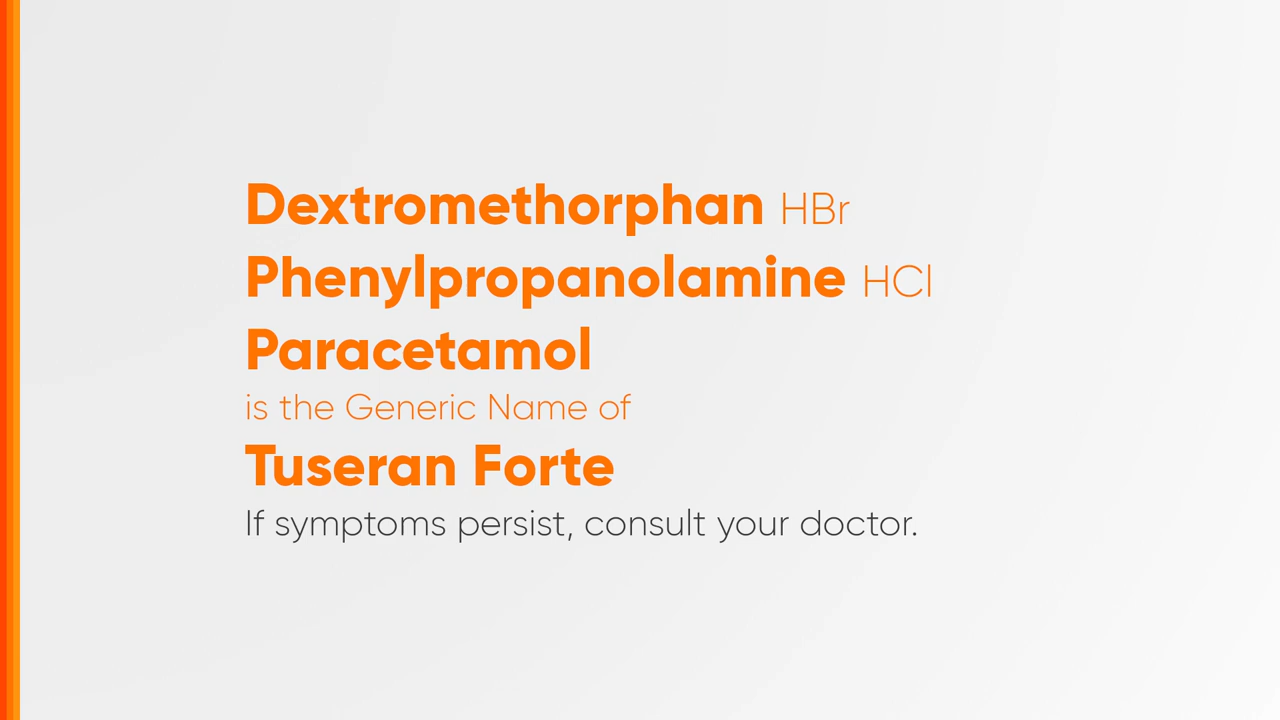 Dextromethorphan HBr
Phenylpropanolamine HCl
Paracetamol
is the Generic Name of
Tuseran Forte
If symptoms persist, consult your doctor.